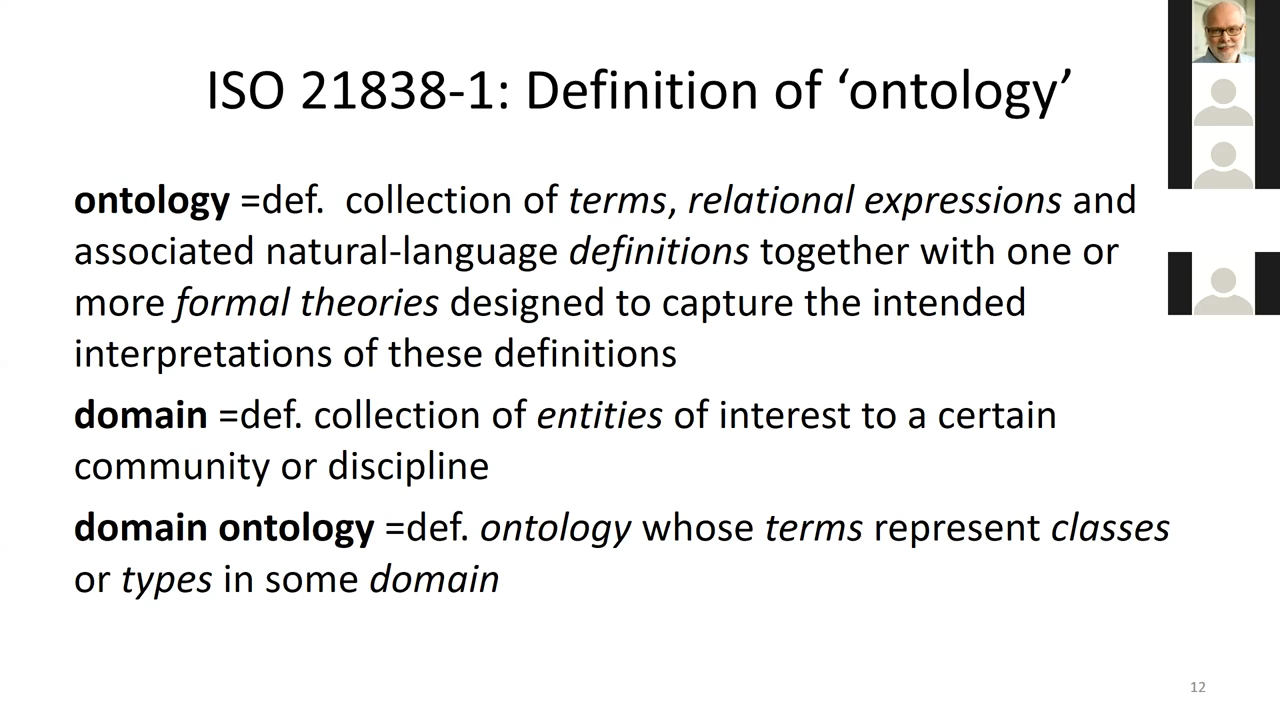 ISO 21838-1: Definition of ‘ontology’
ontology =def. collection of terms, relational expressions and
associated natural-language definitions together with one or
more formal theories designed to capture the intended
interpretations of these definitions
domain =def. collection of entities of interest to a certain
community or discipline
domain ontology =def. ontology whose terms represent classes
or types in some domain
12